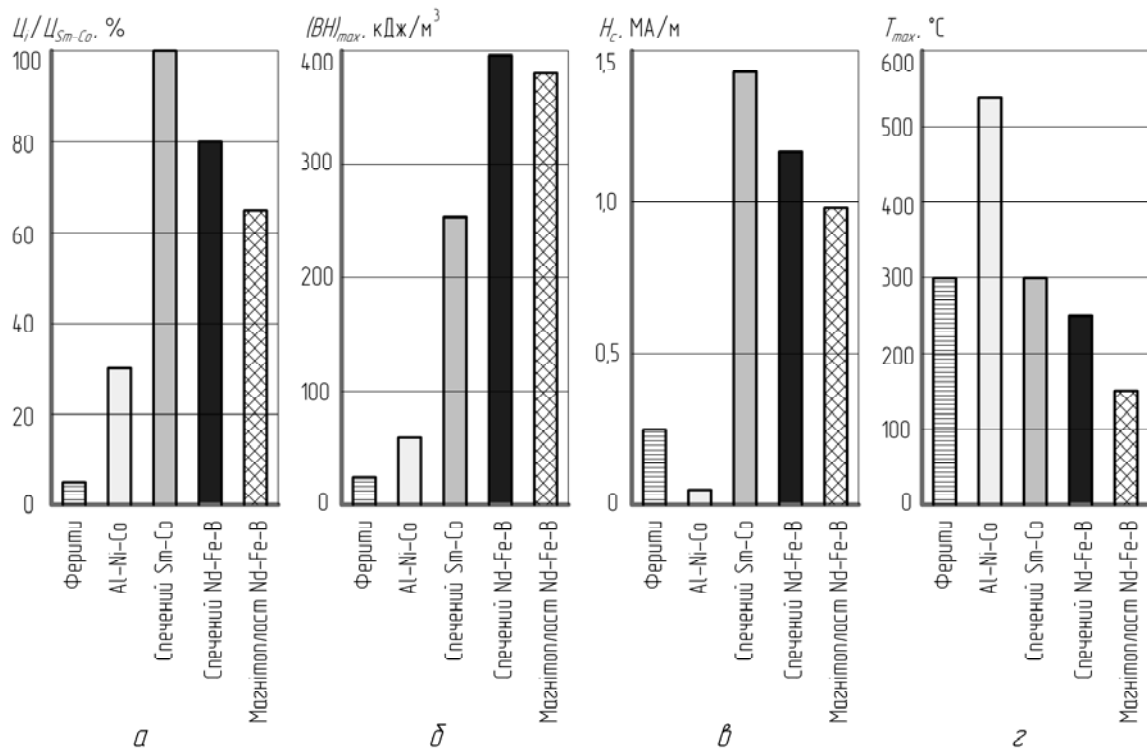 Ц_i/Ц_Sm-Co. %
100
80
60
40
20
0
Ферити
Al-Ni-Co
Спечений Sm-Co
Спечений Nd-Fe-B
Магнітопласт Nd-Fe-B
а
(BH)max. кДж/м³
400
300
200
100
0
Ферити
Al-Ni-Co
Спечений Sm-Co
Спечений Nd-Fe-B
Магнітопласт Nd-Fe-B
б
H_c. МА/м
1,5
1,0
0,5
0
Ферити
Al-Ni-Co
Спечений Sm-Co
Спечений Nd-Fe-B
Магнітопласт Nd-Fe-B
в
T_max. °C
600
500
400
300
200
100
0
Ферити
Al-Ni-Co
Спечений Sm-Co
Спечений Nd-Fe-B
Магнітопласт Nd-Fe-B
г